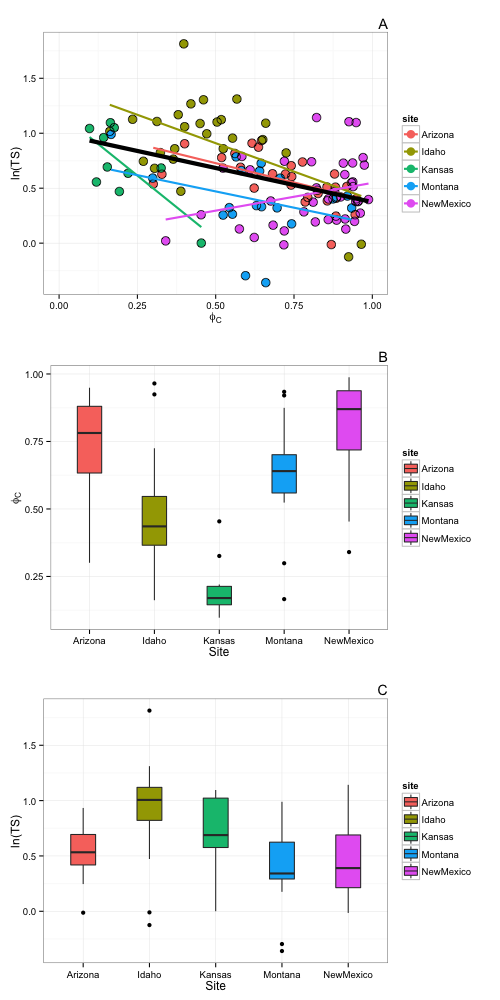 A
ln(TS)
1.5
1.0
0.5
0.0
0.00 0.25 0.50 0.75 1.00
ϕC
site
Arizona
Idaho
Kansas
Montana
NewMexico
B
ϕC
1.00
0.75
0.50
0.25
Arizona Idaho Kansas Montana NewMexico
Site
site
Arizona
Idaho
Kansas
Montana
NewMexico
C
ln(TS)
1.5
1.0
0.5
0.0
Arizona Idaho Kansas Montana NewMexico
Site
site
Arizona
Idaho
Kansas
Montana
NewMexico